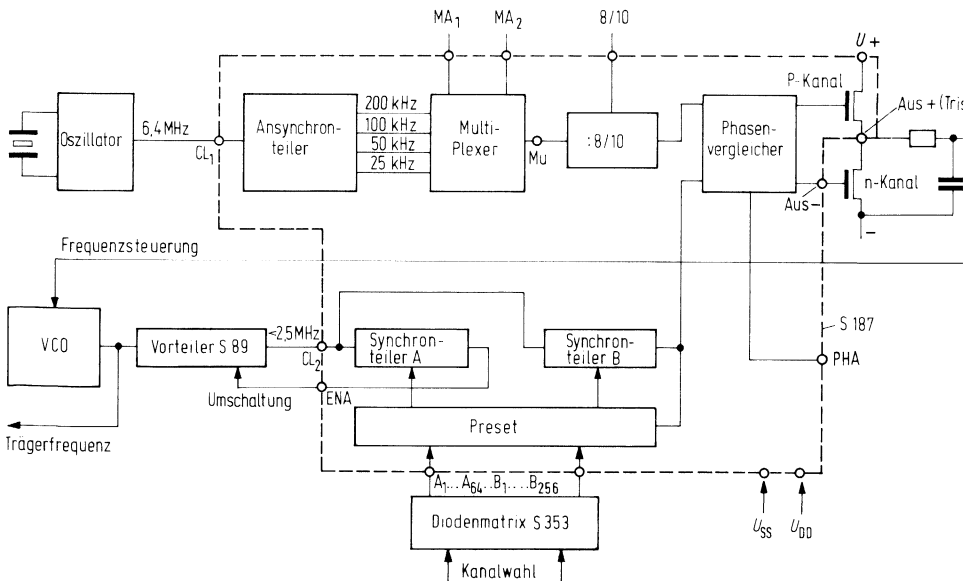 MA1
MA2
8/10
U+
P-Kanal
200 kHz
100 kHz
50 kHz
25 kHz
Oszillator
6,4 MHz
CL1
Ansynchron-
teiler
Multi-
Plexer
Mu
:8/10
Phasen-
vergleicher
Aus + (Tris
n-Kanal
Aus-
−
Frequenzsteuerung
VCO
Vorteiler S 89
<2,5MHz
CL2
Synchron-
teiler A
Synchron-
teiler B
S 187
PHA
Umschaltung
ENA
Trägerfrequenz
Preset
A1...A64..B1....B256
USS
UDD
Diodenmatrix S 353
Kanalwahl